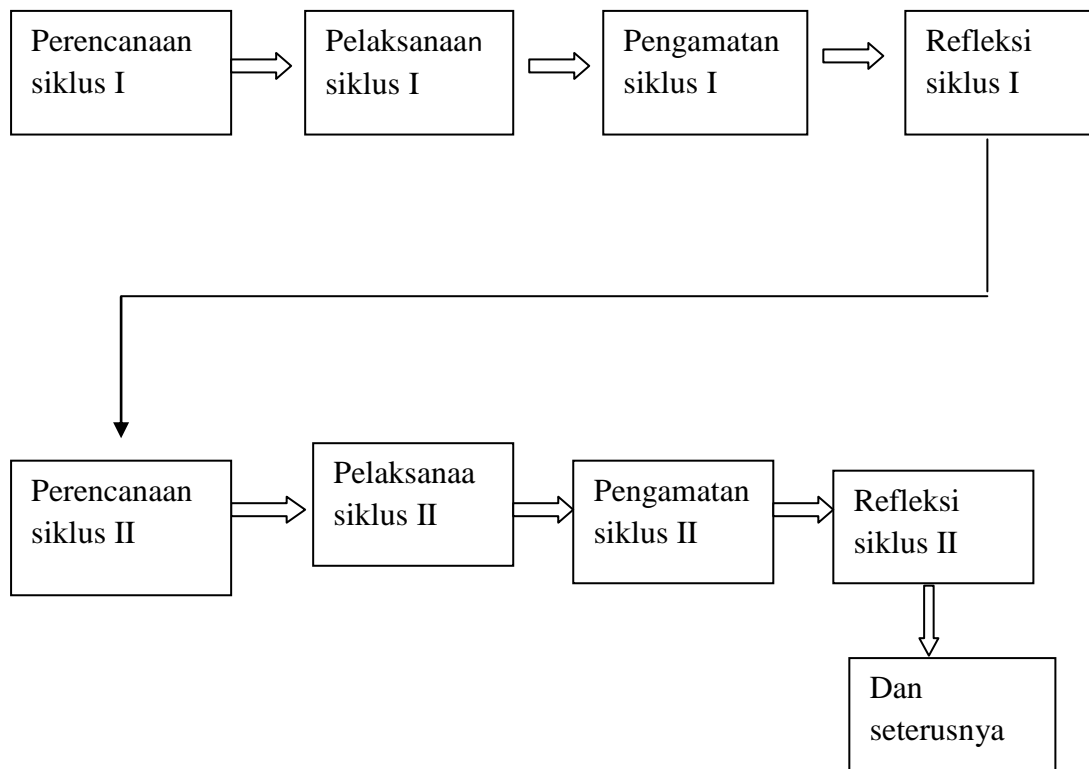 Perencanaan
siklus I
Pelaksanaan
siklus I
Pengamatan
siklus I
Refleksi
siklus I
Perencanaan
siklus II
Pelaksanaa
siklus II
Pengamatan
siklus II
Refleksi
siklus II
Dan
seterusnya